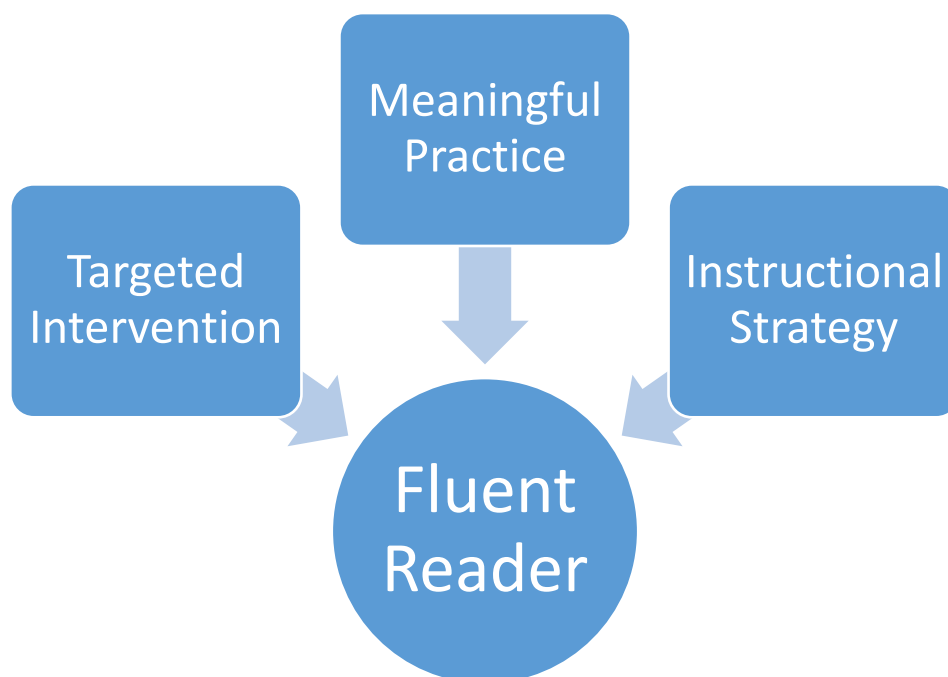 Meaningful
Practice
Targeted
Intervention
Instructional
Strategy
Fluent
Reader